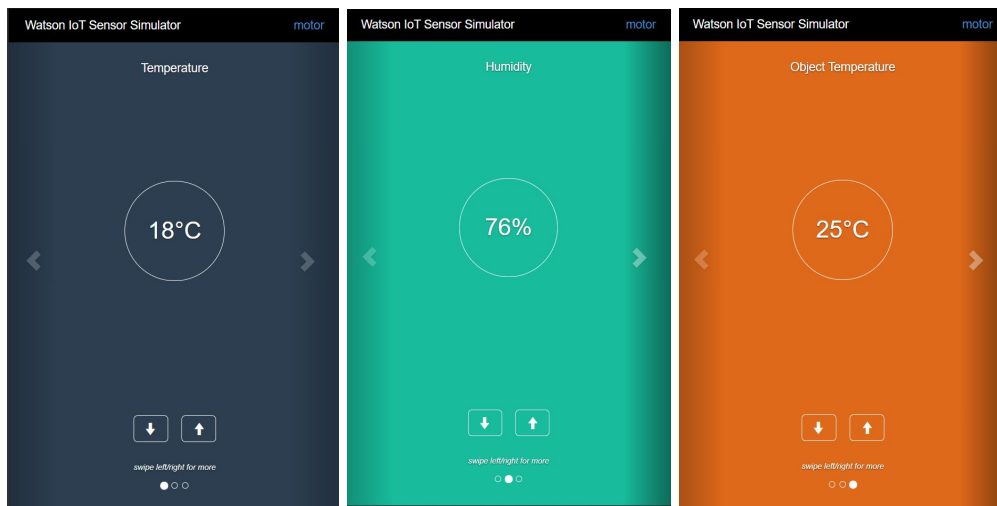 Watson IoT Sensor Simulator motor
Temperature
18°C
swipe left/right for more
Watson IoT Sensor Simulator motor
Humidity
76%
swipe left/right for more
Watson IoT Sensor Simulator motor
Object Temperature
25°C
swipe left/right for more